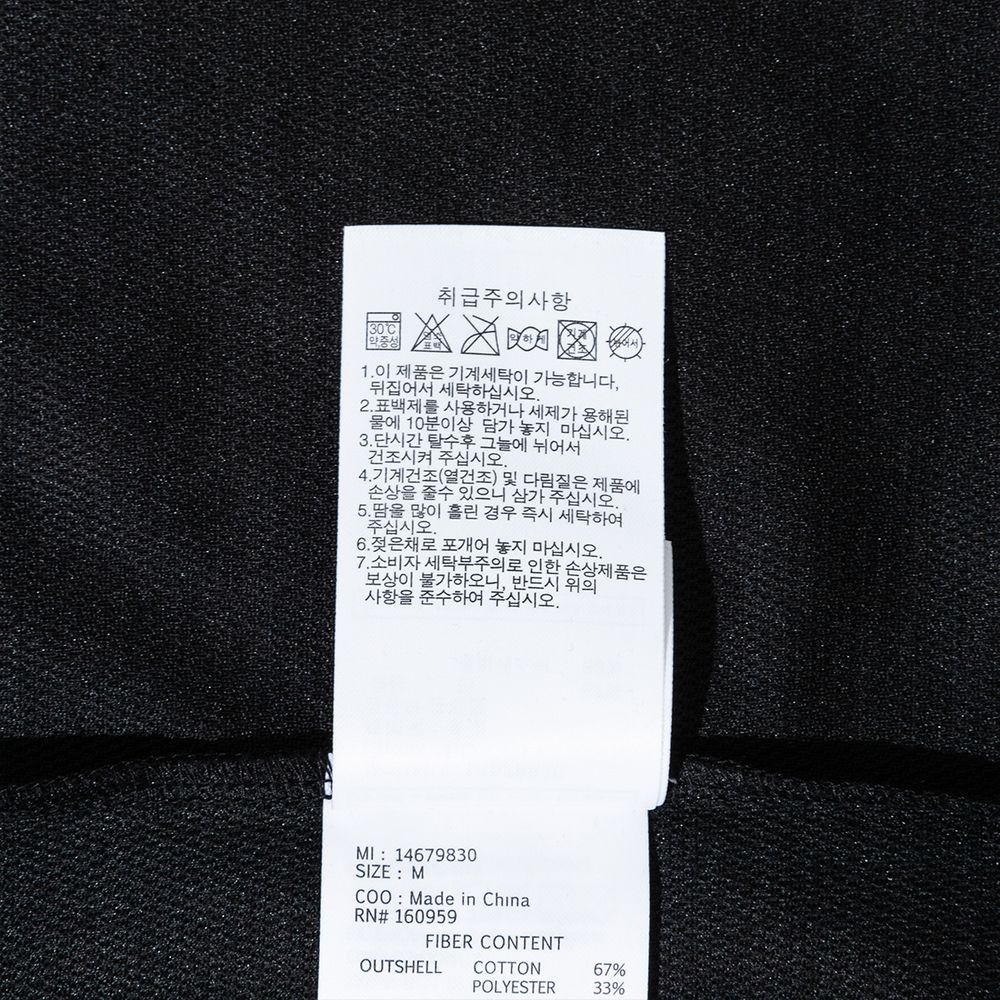 취급주의사항
30℃
약,중성
염소
표백
약하게
기계
건조
뉘어서
1.이 제품은 기계세탁이 가능합니다,
뒤집어서 세탁하십시오.
2.표백제를 사용하거나 세제가 용해된
물에 10분이상 담가 놓지 마십시오.
3.단시간 탈수후 그늘에 뉘어서
건조시켜 주십시오.
4.기계건조(열건조) 및 다림질은 제품에
손상을 줄수 있으니 삼가 주십시오.
5.땀을 많이 흘린 경우 즉시 세탁하여
주십시오.
6.젖은채로 포개어 놓지 마십시오.
7.소비자 세탁부주의로 인한 손상제품은
보상이 불가하오니, 반드시 위의
사항을 준수하여 주십시오.
MI : 14679830
SIZE : M
COO : Made in China
RN# 160959
FIBER CONTENT
OUTSHELL COTTON 67%
POLYESTER 33%